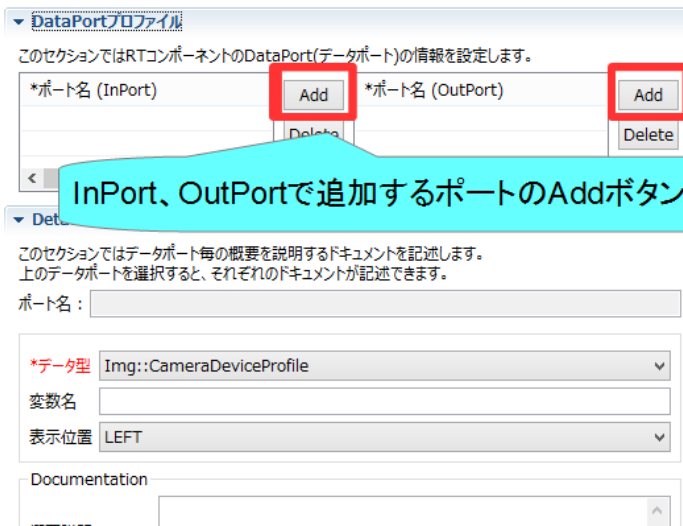 DataPortプロファイル
このセクションではRTコンポーネントのDataPort(データポート)の情報を設定します。
*ポート名 (InPort) Add *ポート名 (OutPort) Add
Delete Delete
InPort、OutPortで追加するポートのAddボタン
このセクションではデータポート毎の概要を説明するドキュメントを記述します。
上のデータポートを選択すると、それぞれのドキュメントが記述できます。
ポート名：
*データ型 Img::CameraDeviceProfile
変数名
表示位置 LEFT
Documentation